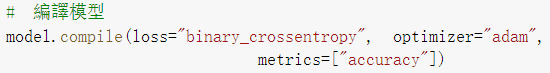 # 編譯模型
model.compile(loss="binary_crossentropy", optimizer="adam",
metrics=["accuracy"])